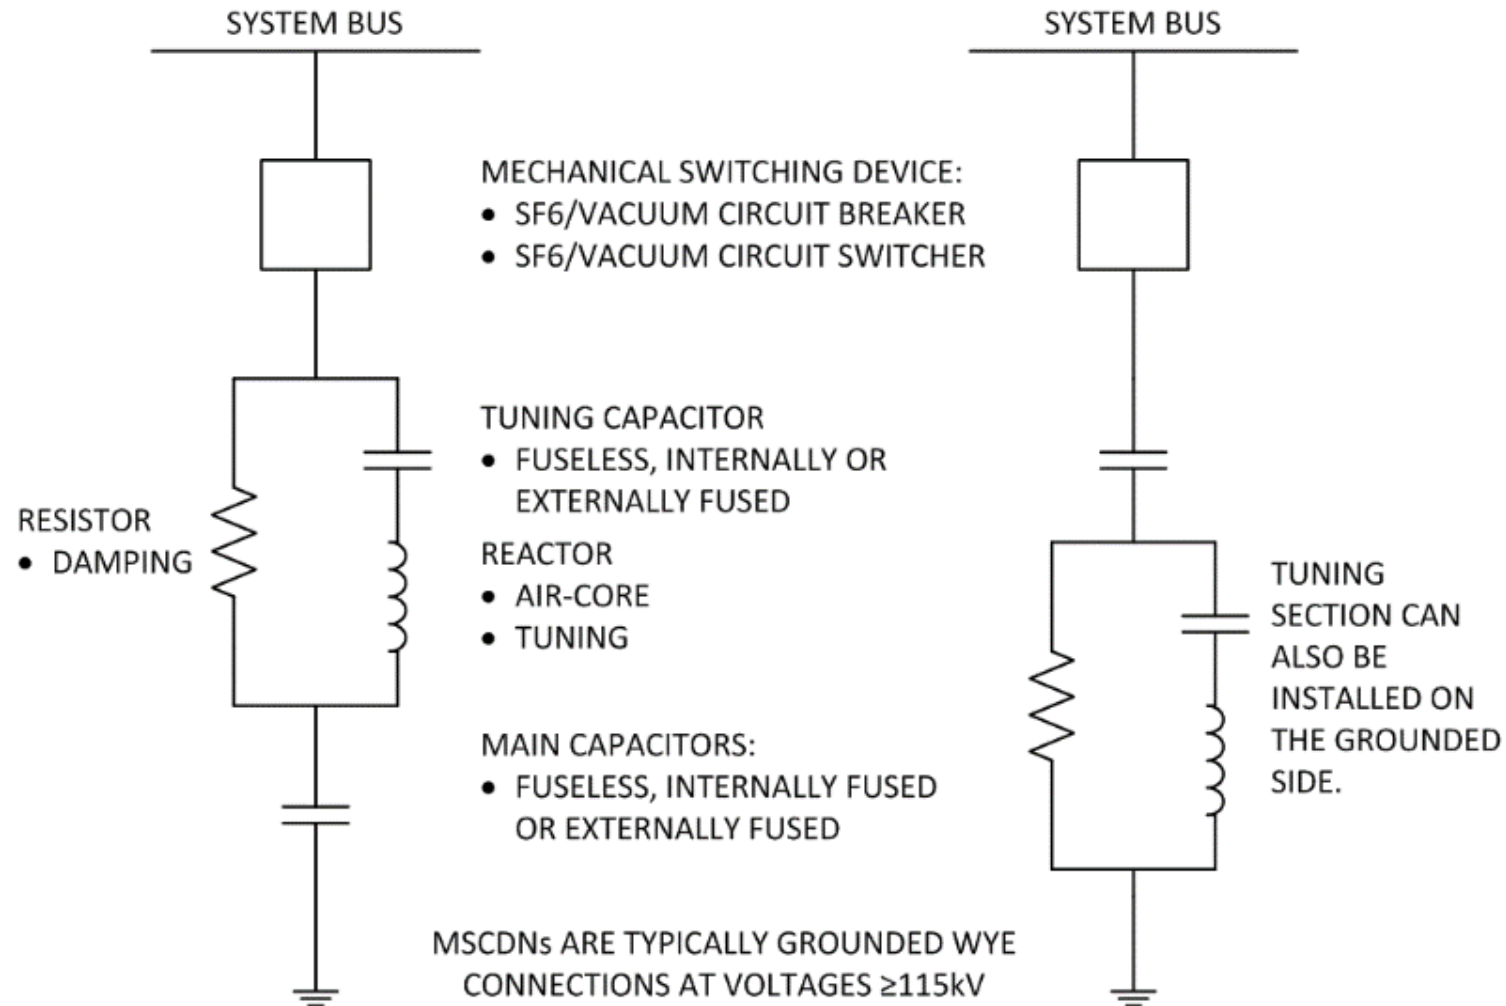 SYSTEM BUS
SYSTEM BUS
MECHANICAL SWITCHING DEVICE:
• SF6/VACUUM CIRCUIT BREAKER
• SF6/VACUUM CIRCUIT SWITCHER
TUNING CAPACITOR
• FUSELESS, INTERNALLY OR
EXTERNALLY FUSED
RESISTOR
• DAMPING
REACTOR
• AIR-CORE
• TUNING
TUNING
SECTION CAN
ALSO BE
INSTALLED ON
THE GROUNDED
SIDE.
MAIN CAPACITORS:
• FUSELESS, INTERNALLY FUSED
OR EXTERNALLY FUSED
MSCDNs ARE TYPICALLY GROUNDED WYE
CONNECTIONS AT VOLTAGES ≥115kV